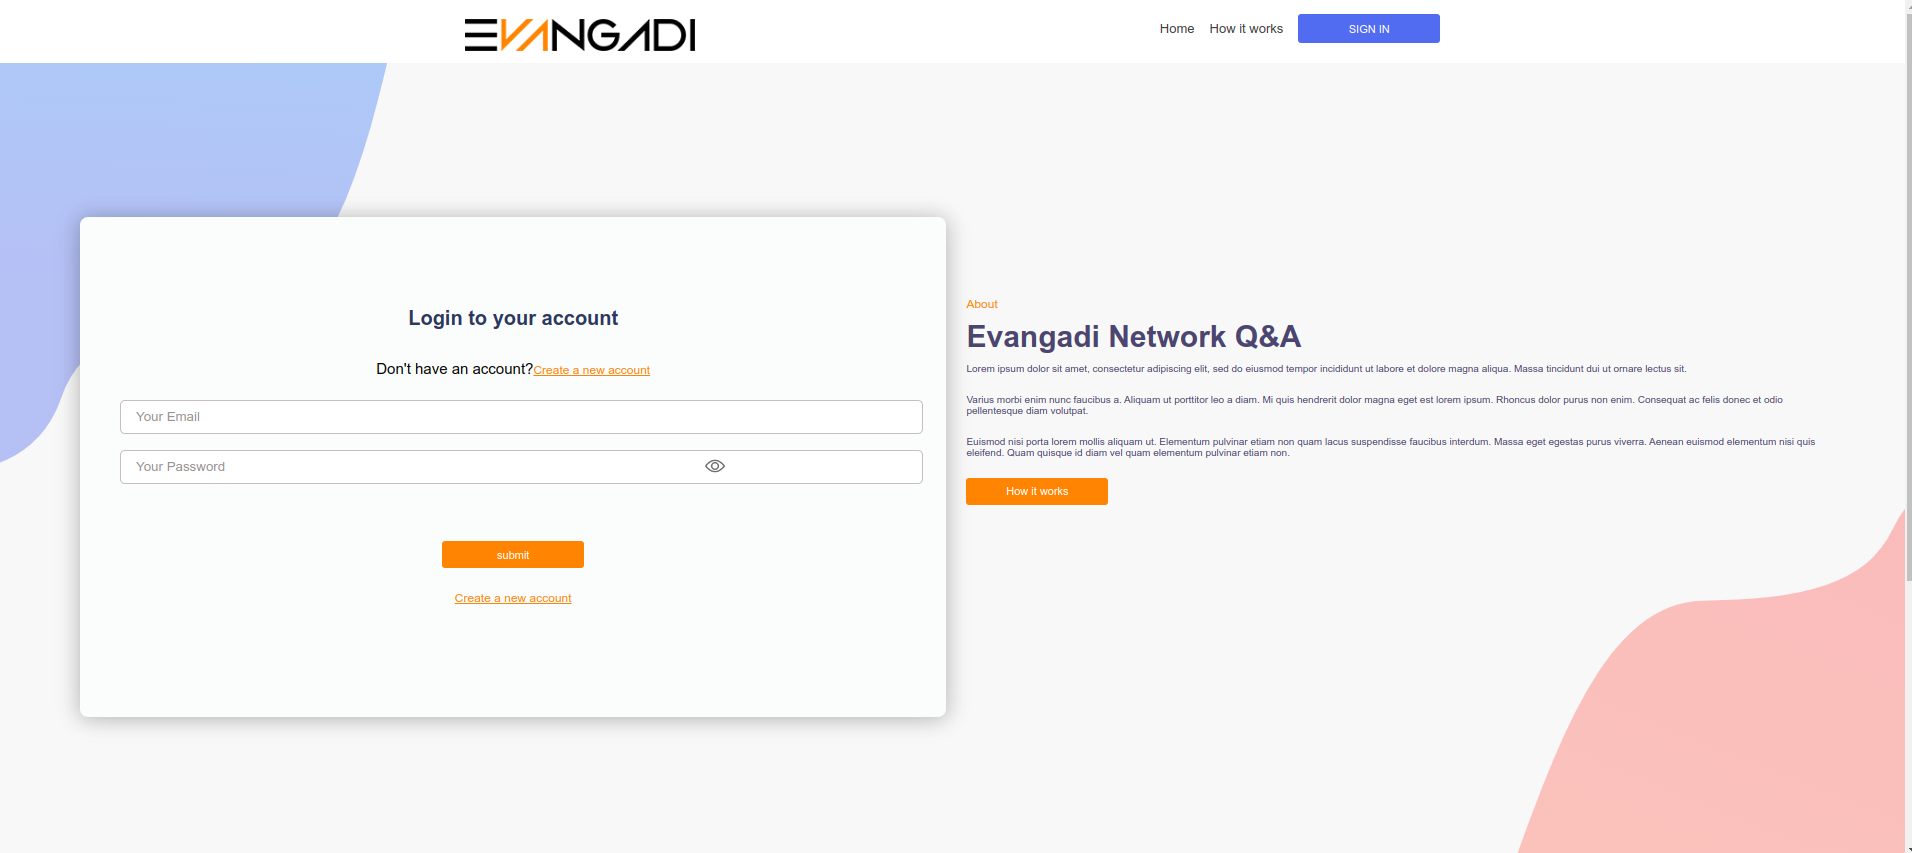 EVANGADI
Home How it works SIGN IN
Login to your account
Don't have an account?Create a new account
Your Email
Your Password
submit
Create a new account
About
Evangadi Network Q&A
Lorem ipsum dolor sit amet, consectetur adipiscing elit, sed do eiusmod tempor incididunt ut labore et dolore magna aliqua. Massa tincidunt dui ut ornare lectus sit.
Varius morbi enim nunc faucibus a. Aliquam ut porttitor leo a diam. Mi quis hendrerit dolor magna eget est lorem ipsum. Rhoncus dolor purus non enim. Consequat ac felis donec et odio
pellentesque diam volutpat.
Euismod nisi porta lorem mollis aliquam ut. Elementum pulvinar etiam non quam lacus suspendisse faucibus interdum. Massa eget egestas purus viverra. Aenean euismod elementum nisi quis
eleifend. Quam quisque id diam vel quam elementum pulvinar etiam non.
How it works